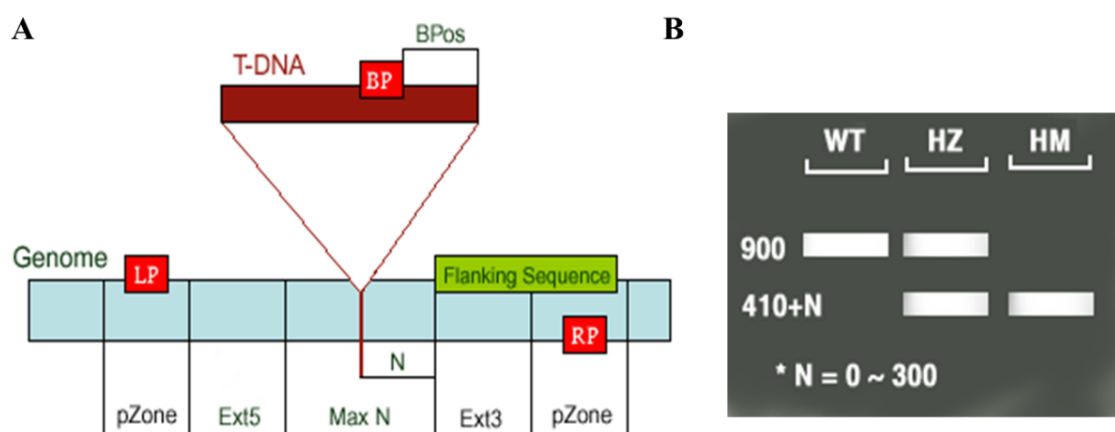 A
BPos
T-DNA
BP
Genome
LP
Flanking Sequence
RP
N
pZone Ext5 Max N Ext3 pZone
B
WT HZ HM
900
410+N
* N = 0 ~ 300